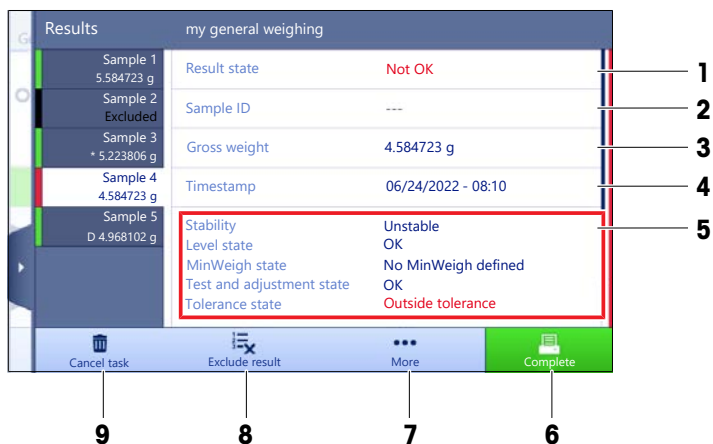 Results my general weighing
Sample 1
5.584723 g
Sample 2
Excluded
Sample 3
* 5.223806 g
Sample 4
4.584723 g
Sample 5
D 4.968102 g
Result state Not OK 1
Sample ID --- 2
Gross weight 4.584723 g 3
Timestamp 06/24/2022 - 08:10 4
Stability Unstable 5
Level state OK
MinWeigh state No MinWeigh defined
Test and adjustment state OK
Tolerance state Outside tolerance
Cancel task Exclude result More Complete
9 8 7 6